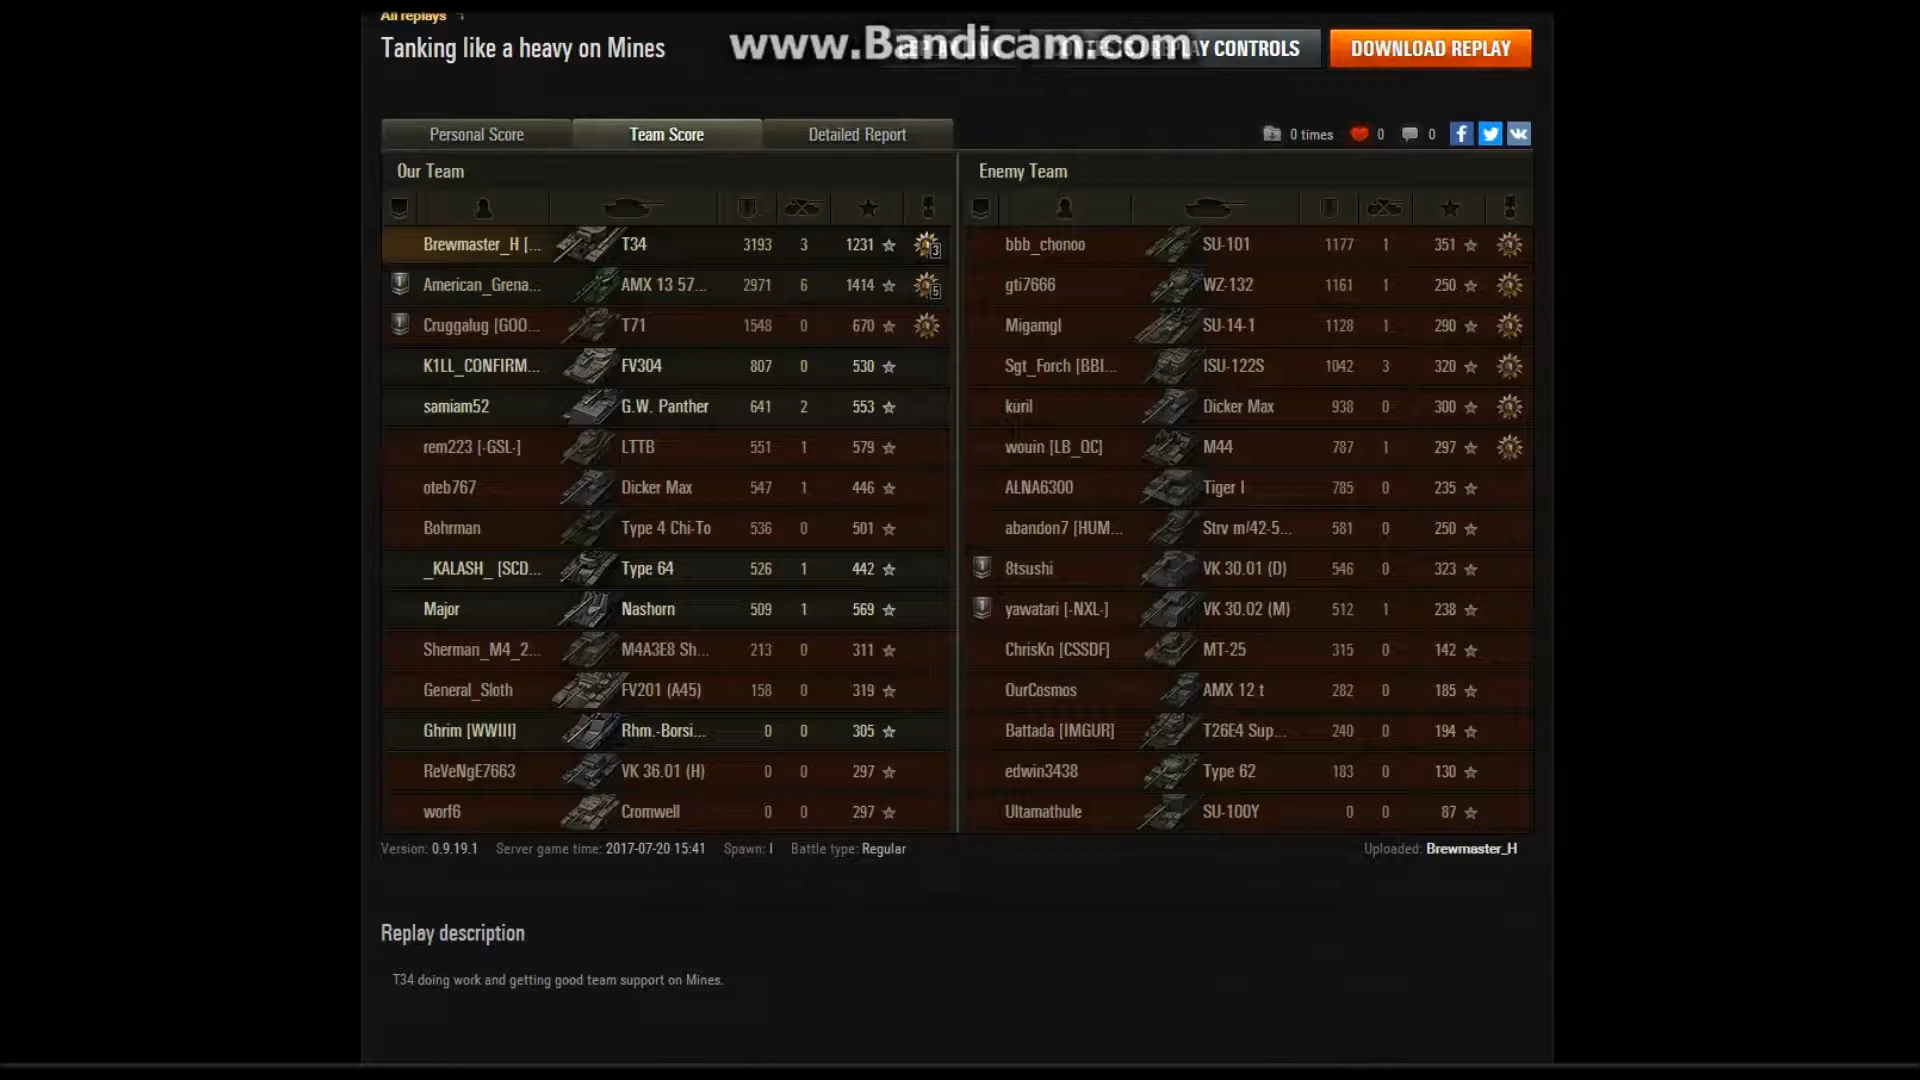 All replays
Tanking like a heavy on Mines
www.Bandicam.com
PLAY CONTROLS
DOWNLOAD REPLAY
Personal Score Team Score Detailed Report
0 times 0 0
Our Team
Enemy Team
Brewmaster_H [... T34 3193 3 1231 3
American_Grena... AMX 13 57... 2971 6 1414 5
Cruggalug [GOO... T71 1548 0 670
K1LL_CONFIRM... FV304 807 0 530
samiam52 G.W. Panther 641 2 553
rem223 [-GSL-] LTTB 551 1 579
oteb767 Dicker Max 547 1 446
Bohrman Type 4 Chi-To 536 0 501
_KALASH_ [SCD... Type 64 526 1 442
Major Nashorn 509 1 569
Sherman_M4_2... M4A3E8 Sh... 213 0 311
General_Sloth FV201 (A45) 158 0 319
Ghrim [WWIII] Rhm.-Borsi... 0 0 305
ReVeNgE7663 VK 36.01 (H) 0 0 297
worf6 Cromwell 0 0 297
bbb_chonoo SU-101 1177 1 351
gti7666 WZ-132 1161 1 250
Migamgl SU-14-1 1128 1 290
Sgt_Forch [BBI... ISU-122S 1042 3 320
kuril Dicker Max 938 0 300
wouin [LB_QC] M44 787 1 297
ALNA6300 Tiger I 785 0 235
abandon7 [HUM... Strv m/42-5... 581 0 250
8tsushi VK 30.01 (D) 546 0 323
yawatari [-NXL-] VK 30.02 (M) 512 1 238
ChrisKn [CSSDF] MT-25 315 0 142
OurCosmos AMX 12 t 282 0 185
Battada [IMGUR] T26E4 Sup... 240 0 194
edwin3438 Type 62 183 0 130
Ultamathule SU-100Y 0 0 87
Version: 0.9.19.1 Server game time: 2017-07-20 15:41 Spawn: I Battle type: Regular
Uploaded: Brewmaster_H
Replay description
T34 doing work and getting good team support on Mines.